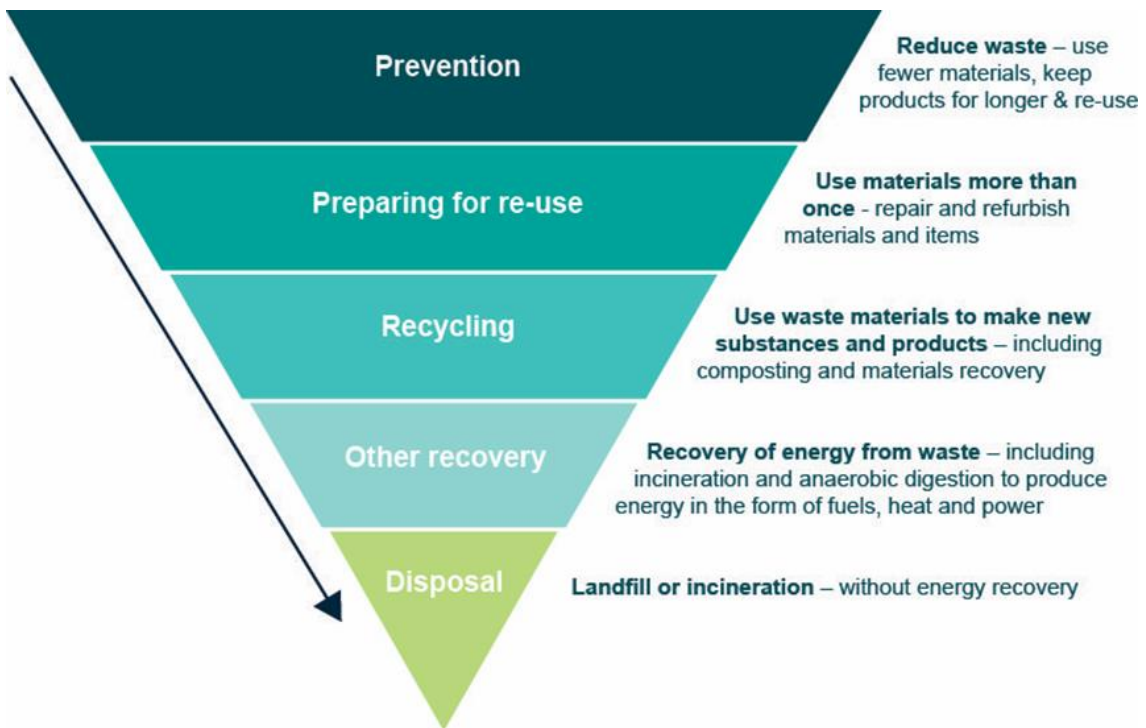 Prevention
Reduce waste – use
fewer materials, keep
products for longer & re-use
Preparing for re-use
Use materials more than
once - repair and refurbish
materials and items
Recycling
Use waste materials to make new
substances and products – including
composting and materials recovery
Other recovery
Recovery of energy from waste – including
incineration and anaerobic digestion to produce
energy in the form of fuels, heat and power
Disposal
Landfill or incineration – without energy recovery